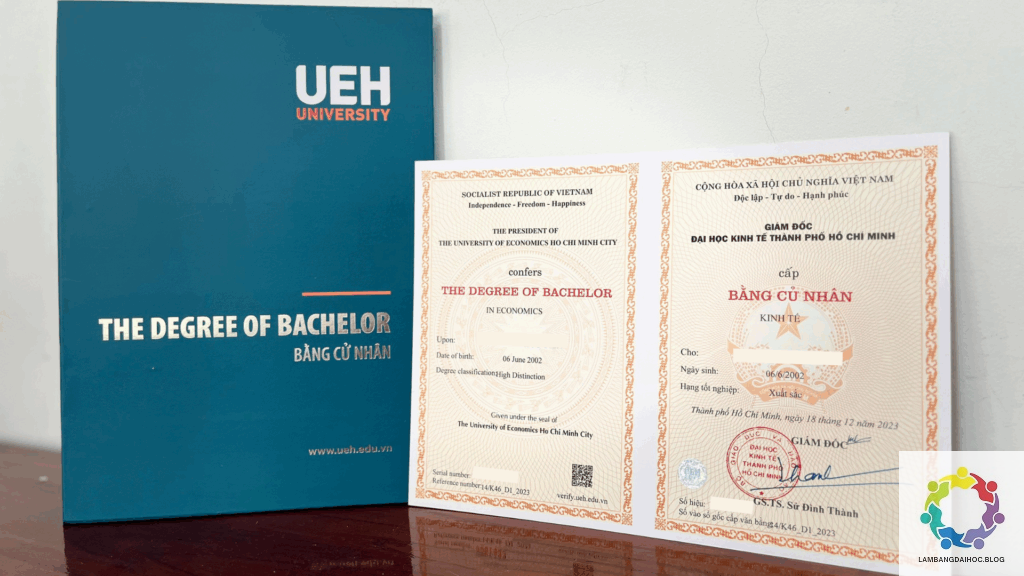 UEH
UNIVERSITY
THE DEGREE OF BACHELOR
BẰNG CỬ NHÂN
www.ueh.edu.vn
SOCIALIST REPUBLIC OF VIETNAM
Independence - Freedom - Happiness
THE PRESIDENT OF
THE UNIVERSITY OF ECONOMICS HO CHI MINH CITY
confers
THE DEGREE OF BACHELOR
IN ECONOMICS
Upon:
Date of birth: 06 June 2002
Degree classification: High Distinction
Given under the seal of
The University of Economics Ho Chi Minh City
Serial number:
Reference number: 14/K46_D1_2023
verify.ueh.edu.vn
CỘNG HÒA XÃ HỘI CHỦ NGHĨA VIỆT NAM
Độc lập - Tự do - Hạnh phúc
GIÁM ĐỐC
ĐẠI HỌC KINH TẾ THÀNH PHỐ HỒ CHÍ MINH
cấp
BẰNG CỬ NHÂN
KINH TẾ
Cho:
Ngày sinh: 06/6/2002
Hạng tốt nghiệp: Xuất sắc
Thành phố Hồ Chí Minh, ngày 18 tháng 12 năm 2023
GIÁM ĐỐC
ĐẠI HỌC
KINH TẾ
THÀNH PHỐ
HỒ CHÍ MINH
GS.TS. Sử Đình Thành
Số hiệu:
Số vào sổ gốc cấp văn bằng: 14/K46_D1_2023
LAMBANGDAIHOC.BLOG